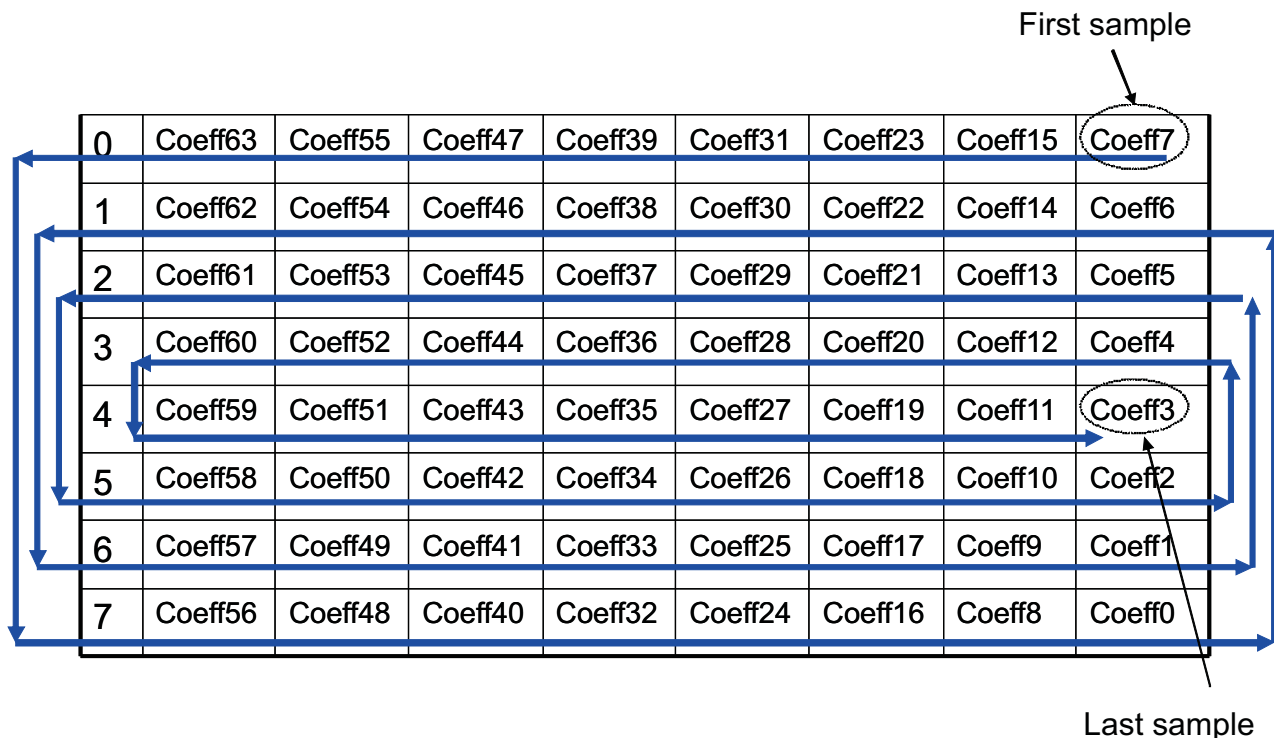 First sample
0 Coeff63 Coeff55 Coeff47 Coeff39 Coeff31 Coeff23 Coeff15 Coeff7
1 Coeff62 Coeff54 Coeff46 Coeff38 Coeff30 Coeff22 Coeff14 Coeff6
2 Coeff61 Coeff53 Coeff45 Coeff37 Coeff29 Coeff21 Coeff13 Coeff5
3 Coeff60 Coeff52 Coeff44 Coeff36 Coeff28 Coeff20 Coeff12 Coeff4
4 Coeff59 Coeff51 Coeff43 Coeff35 Coeff27 Coeff19 Coeff11 Coeff3
5 Coeff58 Coeff50 Coeff42 Coeff34 Coeff26 Coeff18 Coeff10 Coeff2
6 Coeff57 Coeff49 Coeff41 Coeff33 Coeff25 Coeff17 Coeff9 Coeff1
7 Coeff56 Coeff48 Coeff40 Coeff32 Coeff24 Coeff16 Coeff8 Coeff0
Last sample